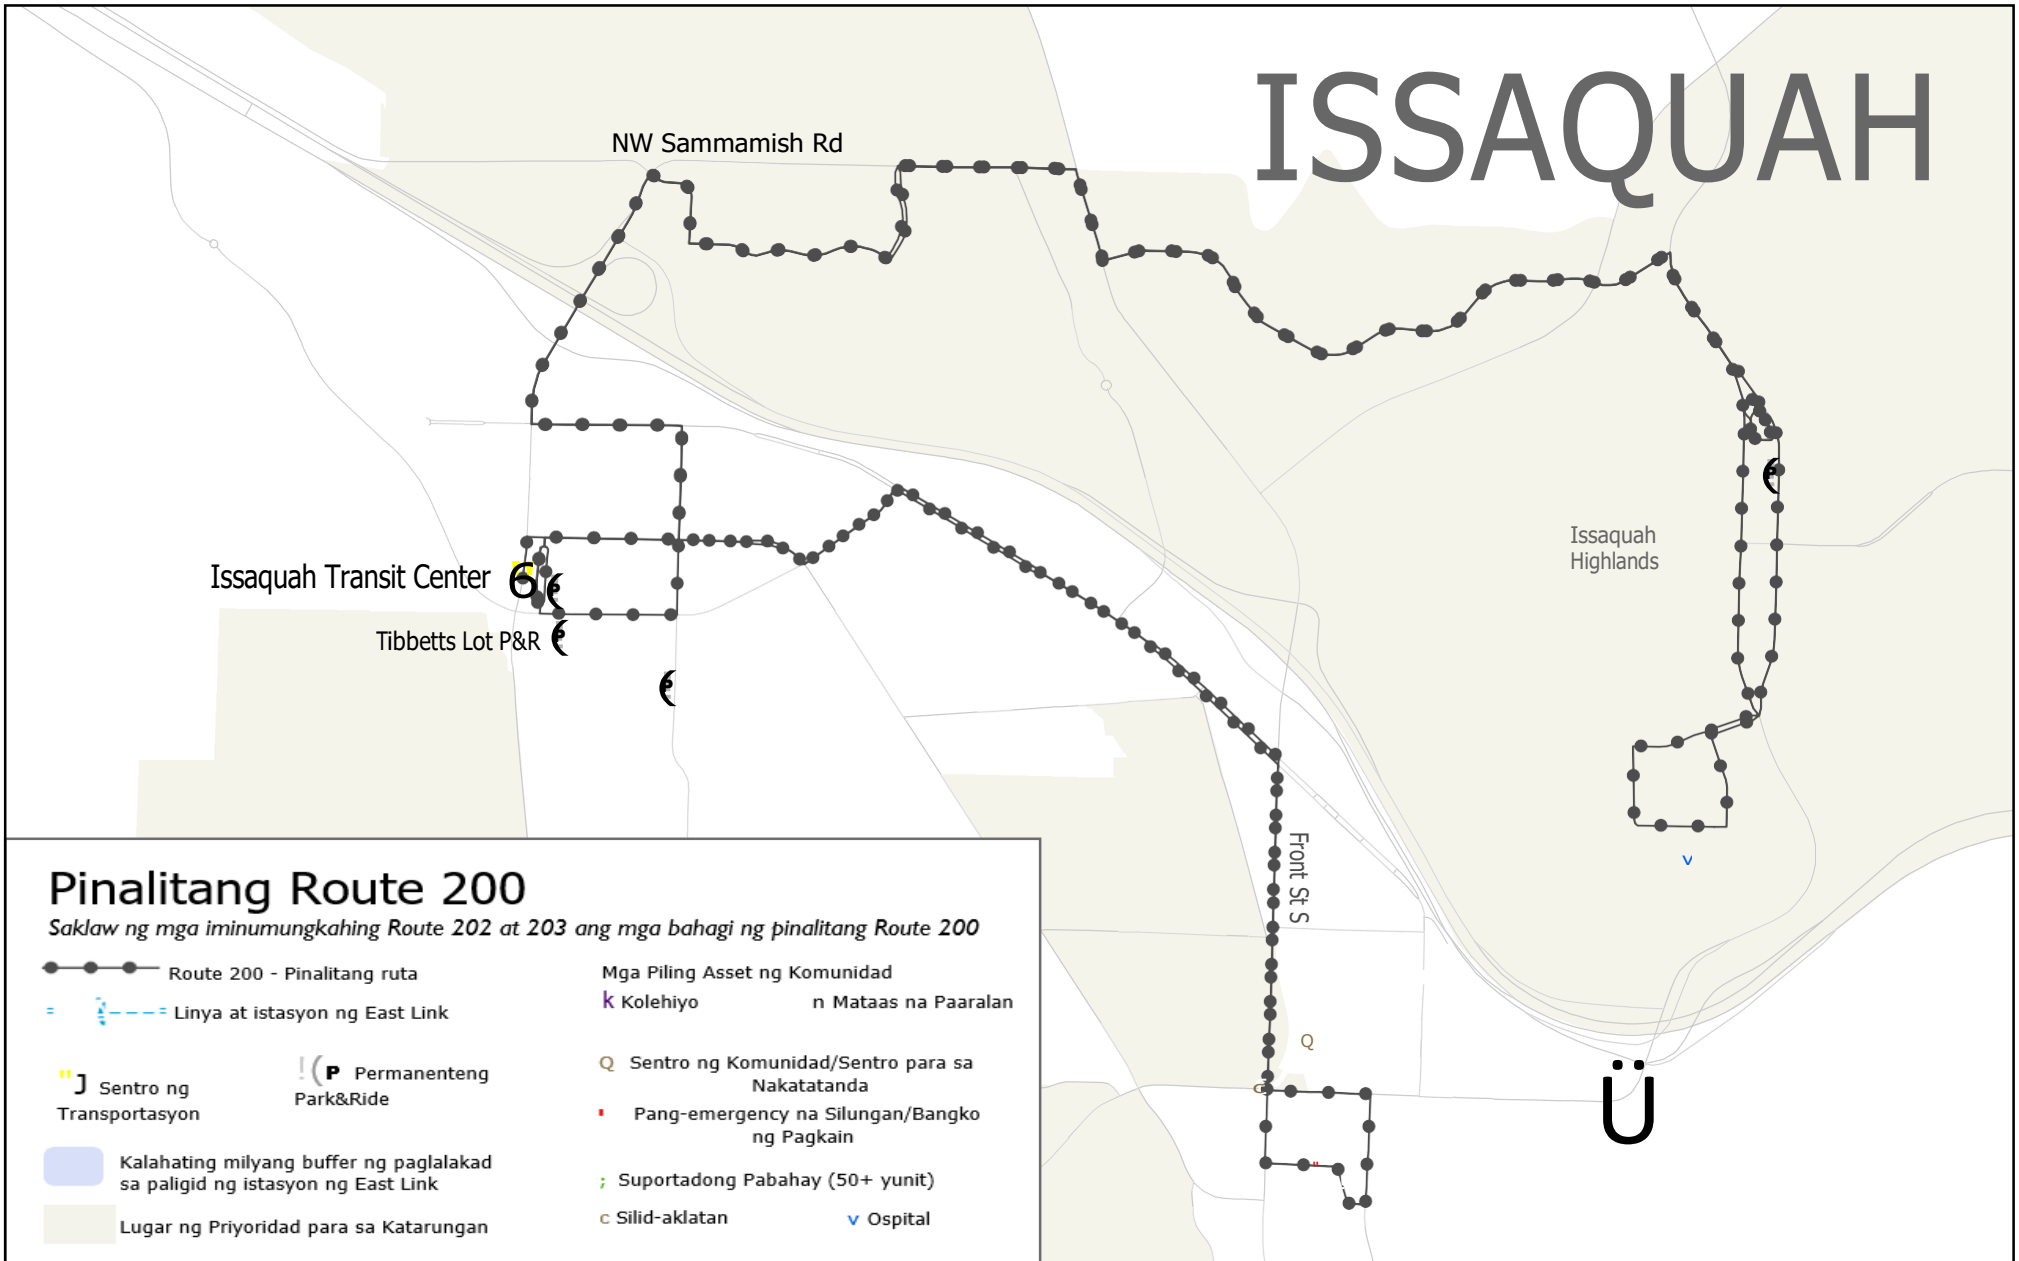 ISSAQUAH
NW Sammamish Rd
Issaquah
Highlands
Issaquah Transit Center
6
Tibbetts Lot P&R
Front St S
Q
v
Ü
Pinalitang Route 200
Saklaw ng mga iminumungkahing Route 202 at 203 ang mga bahagi ng pinalitang Route 200
Route 200 - Pinalitang ruta
Linya at istasyon ng East Link
"J Sentro ng
Transportasyon
!(P Permanenteng
Park&Ride
Kalahating milyang buffer ng paglalakad
sa paligid ng istasyon ng East Link
Lugar ng Priyoridad para sa Katarungan
Mga Piling Asset ng Komunidad
k Kolehiyo
n Mataas na Paaralan
Q Sentro ng Komunidad/Sentro para sa
Nakatatanda
' Pang-emergency na Silungan/Bangko
ng Pagkain
; Suportadong Pabahay (50+ yunit)
c Silid-aklatan
v Ospital